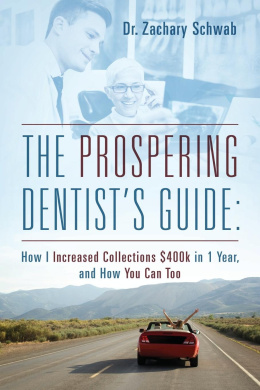 Dr. Zachary Schwab
THE PROSPERING
DENTIST'S GUIDE:
How I Increased Collections $400k in 1 Year,
and How You Can Too